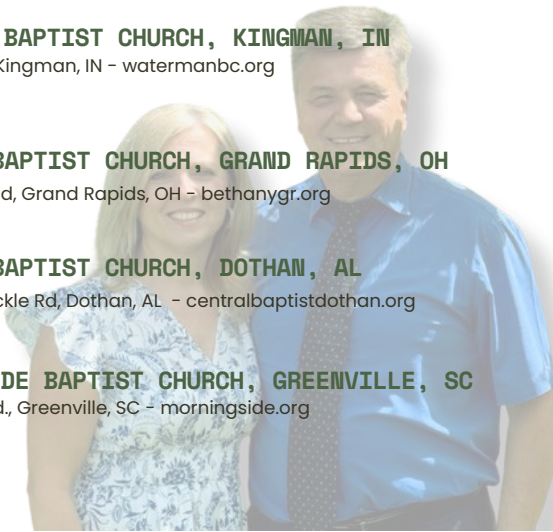 BAPTIST CHURCH, KINGMAN, IN
Kingman, IN - watermanbc.org
BAPTIST CHURCH, GRAND RAPIDS, OH
d, Grand Rapids, OH - bethanygr.org
BAPTIST CHURCH, DOTHAN, AL
ckle Rd, Dothan, AL - centralbaptistdothan.org
DE BAPTIST CHURCH, GREENVILLE, SC
d., Greenville, SC - morningside.org